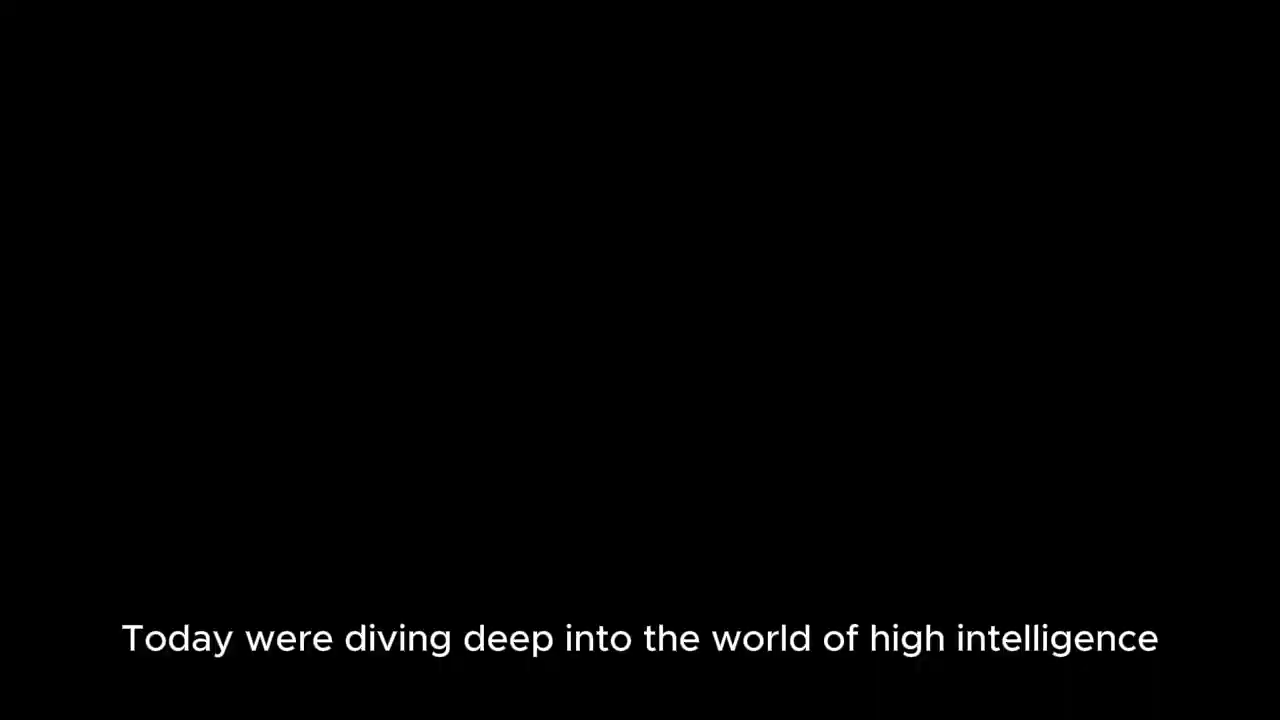 Today were diving deep into the world of high intelligence